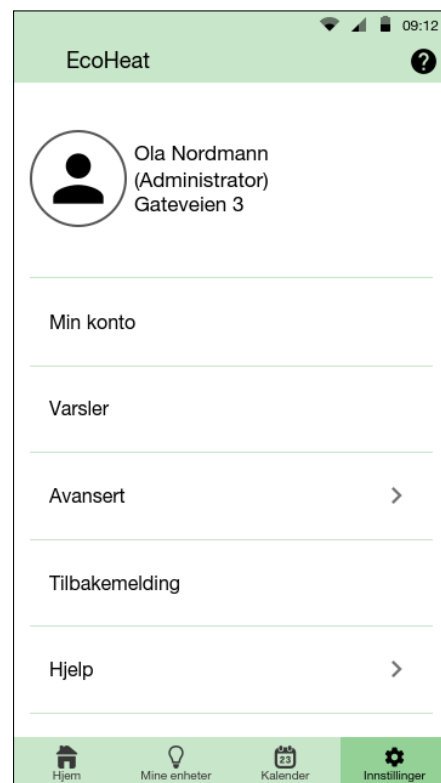 09:12
EcoHeat
Ola Nordmann
(Administrator)
Gateveien 3
Min konto
Varsler
Avansert
Tilbakemelding
Hjelp
23
Hjem
Mine enheter
Kalender
Innstillinger